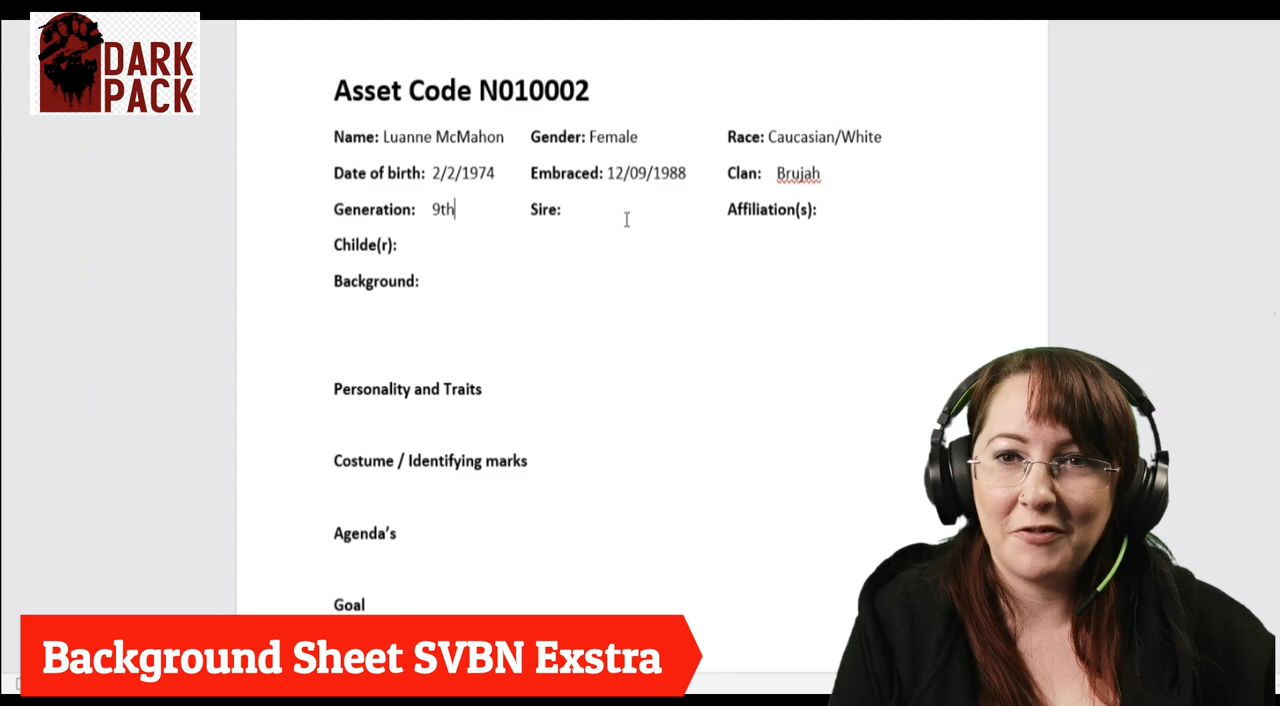 DARK
PACK
Asset Code N010002
Name: Luanne McMahon Gender: Female Race: Caucasian/White
Date of birth: 2/2/1974 Embraced: 12/09/1988 Clan: Brujah
Generation: 9th Sire: Affiliation(s):
Childe(r):
Background:
Personality and Traits
Costume / Identifying marks
Agenda's
Goal
Background Sheet SVBN Exstra